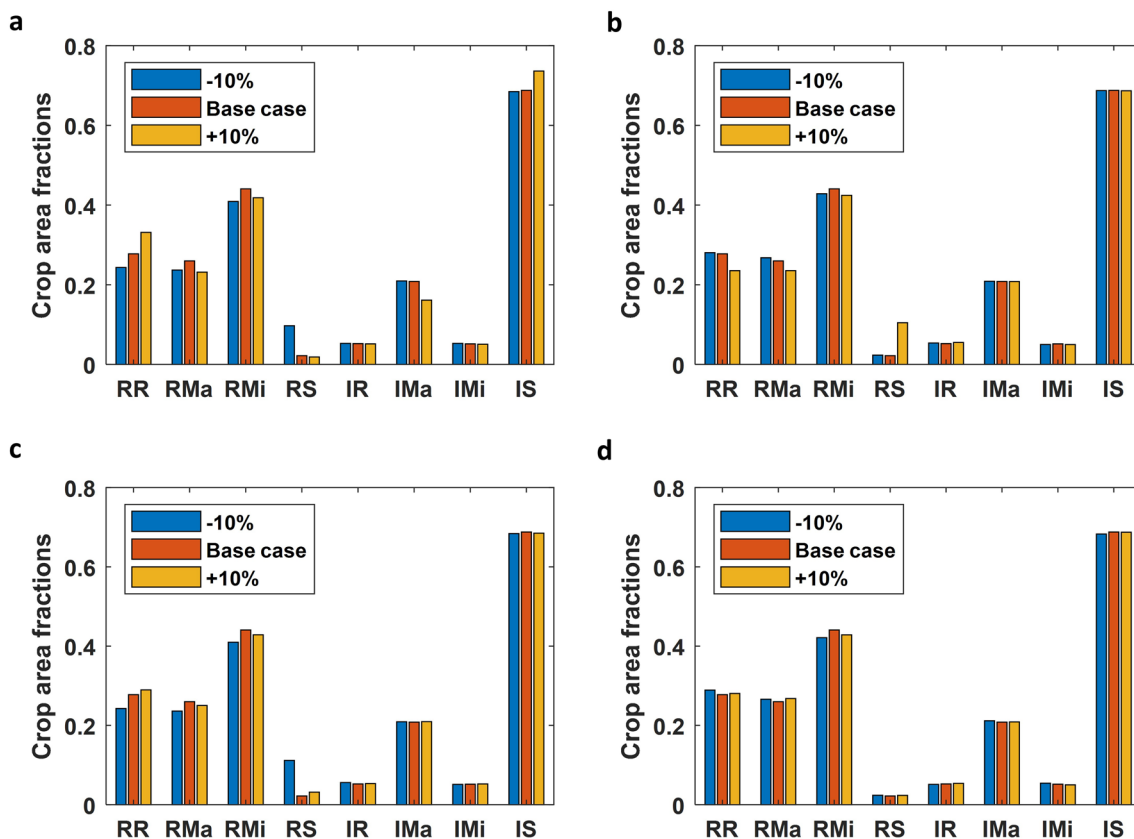 a
0.8
0.6
0.4
0.2
0
Crop area fractions
-10%
Base case
+10%
RR RMa RMi RS IR IMa IMi IS
b
0.8
0.6
0.4
0.2
0
Crop area fractions
-10%
Base case
+10%
RR RMa RMi RS IR IMa IMi IS
c
0.8
0.6
0.4
0.2
0
Crop area fractions
-10%
Base case
+10%
RR RMa RMi RS IR IMa IMi IS
d
0.8
0.6
0.4
0.2
0
Crop area fractions
-10%
Base case
+10%
RR RMa RMi RS IR IMa IMi IS